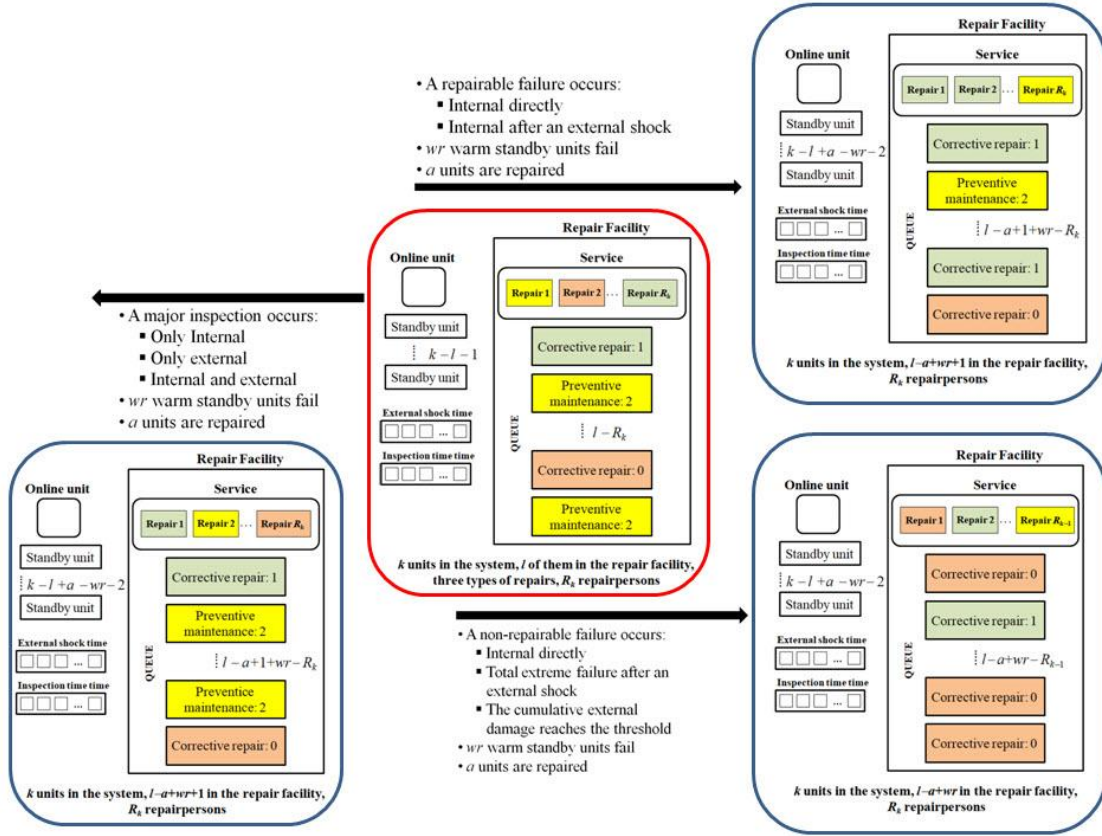 Repair Facility
Online unit
Service
Repair 1
Repair 2
...
Repair Rk
Standby unit
k – l + a – wr – 2
Standby unit
Corrective repair: 1
Preventive
maintenance: 2
External shock time
...
QUEUE
l – a + 1 + wr – Rk
Inspection time time
...
Corrective repair: 1
Corrective repair: 0
k units in the system, l–a+wr+1 in the repair facility,
Rk repairpersons
• A repairable failure occurs:
▪ Internal directly
▪ Internal after an external shock
• wr warm standby units fail
• a units are repaired
Repair Facility
Online unit
Service
Repair 1
Repair 2
...
Repair Rk
Standby unit
k – l – 1
Standby unit
Corrective repair: 1
Preventive
maintenance: 2
External shock time
...
QUEUE
l – Rk
Inspection time time
...
Corrective repair: 0
Preventive
maintenance: 2
k units in the system, l of them in the repair facility,
three types of repairs, Rk repairpersons
• A major inspection occurs:
▪ Only Internal
▪ Only external
▪ Internal and external
• wr warm standby units fail
• a units are repaired
Repair Facility
Online unit
Service
Repair 1
Repair 2
...
Repair Rk
Standby unit
k – l + a – wr – 2
Standby unit
Corrective repair: 1
Preventive
maintenance: 2
External shock time
...
QUEUE
l – a + 1 + wr – Rk
Inspection time time
...
Preventice
maintenance: 2
Corrective repair: 0
k units in the system, l–a+wr+1 in the repair facility,
Rk repairpersons
• A non-repairable failure occurs:
▪ Internal directly
▪ Total extreme failure after an
external shock
▪ The cumulative external
damage reaches the threshold
• wr warm standby units fail
• a units are repaired
Repair Facility
Online unit
Service
Repair 1
Repair 2
...
Repair Rk–1
Standby unit
k – l + a – wr – 2
Standby unit
Corrective repair: 0
Corrective repair: 1
External shock time
...
QUEUE
l – a + wr – Rk–1
Inspection time time
...
Corrective repair: 0
Corrective repair: 0
k units in the system, l–a+wr in the repair facility,
Rk repairpersons